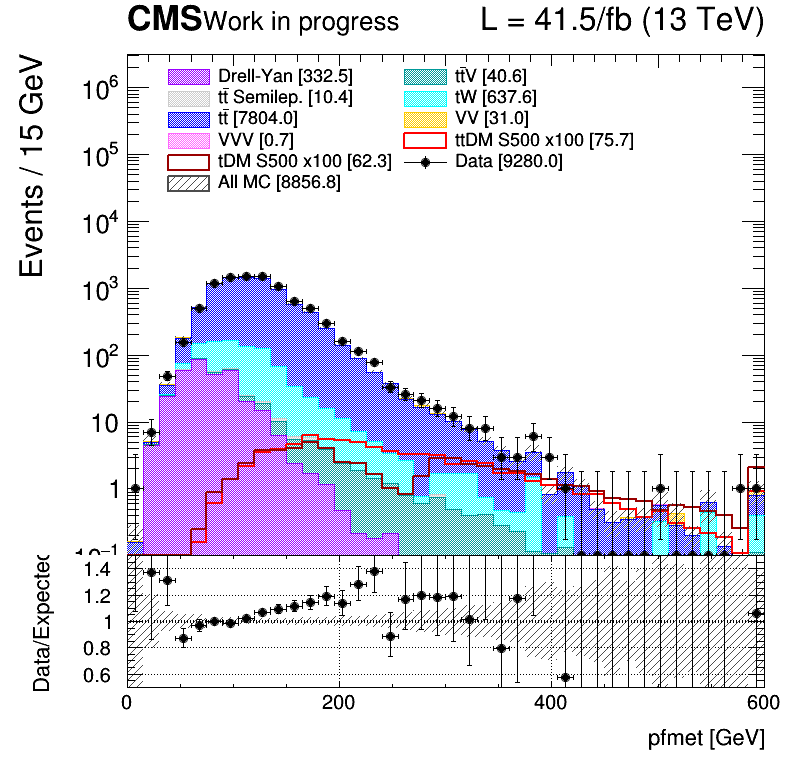 CMS Work in progress L = 41.5/fb (13 TeV)
Events / 15 GeV
Drell-Yan [332.5] tt̄V [40.6]
tt̄ Semilep. [10.4] tW [637.6]
tt̄ [7804.0] VV [31.0]
VVV [0.7] ttDM S500 x100 [75.7]
tDM S500 x100 [62.3] Data [9280.0]
All MC [8856.8]
10⁶
10⁵
10⁴
10³
10²
10
1
10⁻¹
Data/Expected
1.4
1.2
1
0.8
0.6
0 200 400 600
pfmet [GeV]